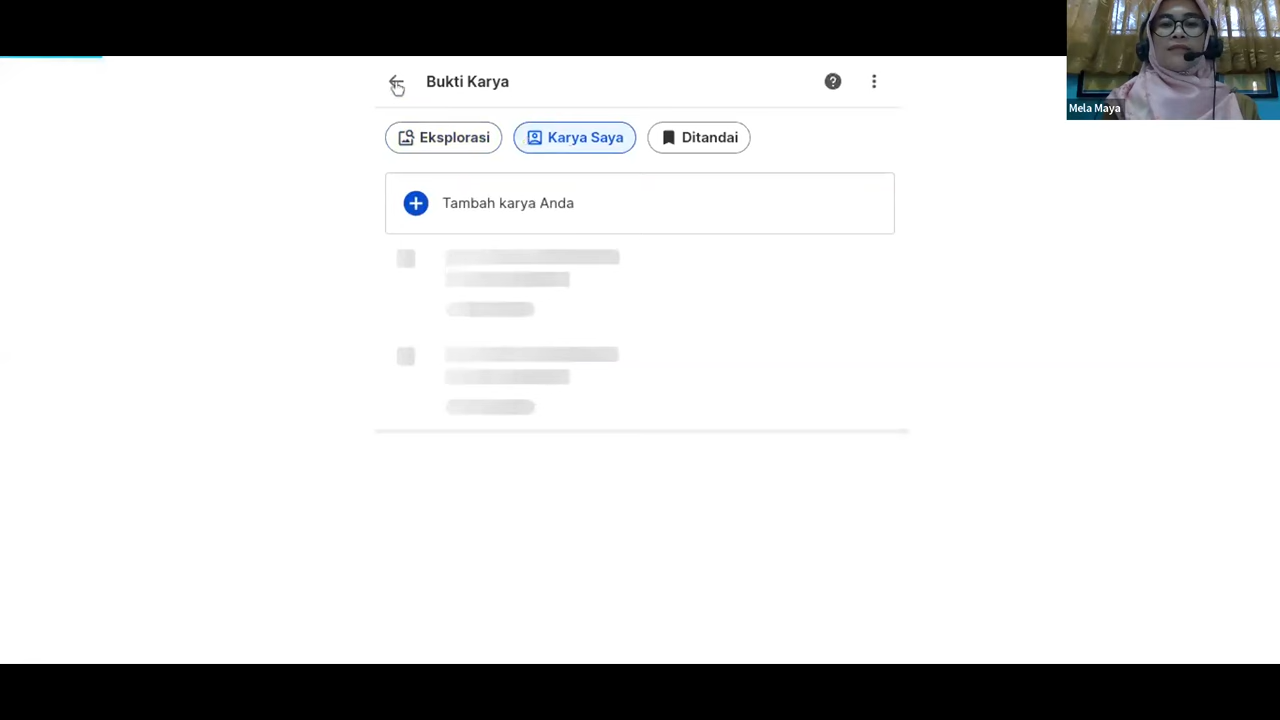 Bukti Karya
Mela Maya
Eksplorasi
Karya Saya
Ditandai
Tambah karya Anda